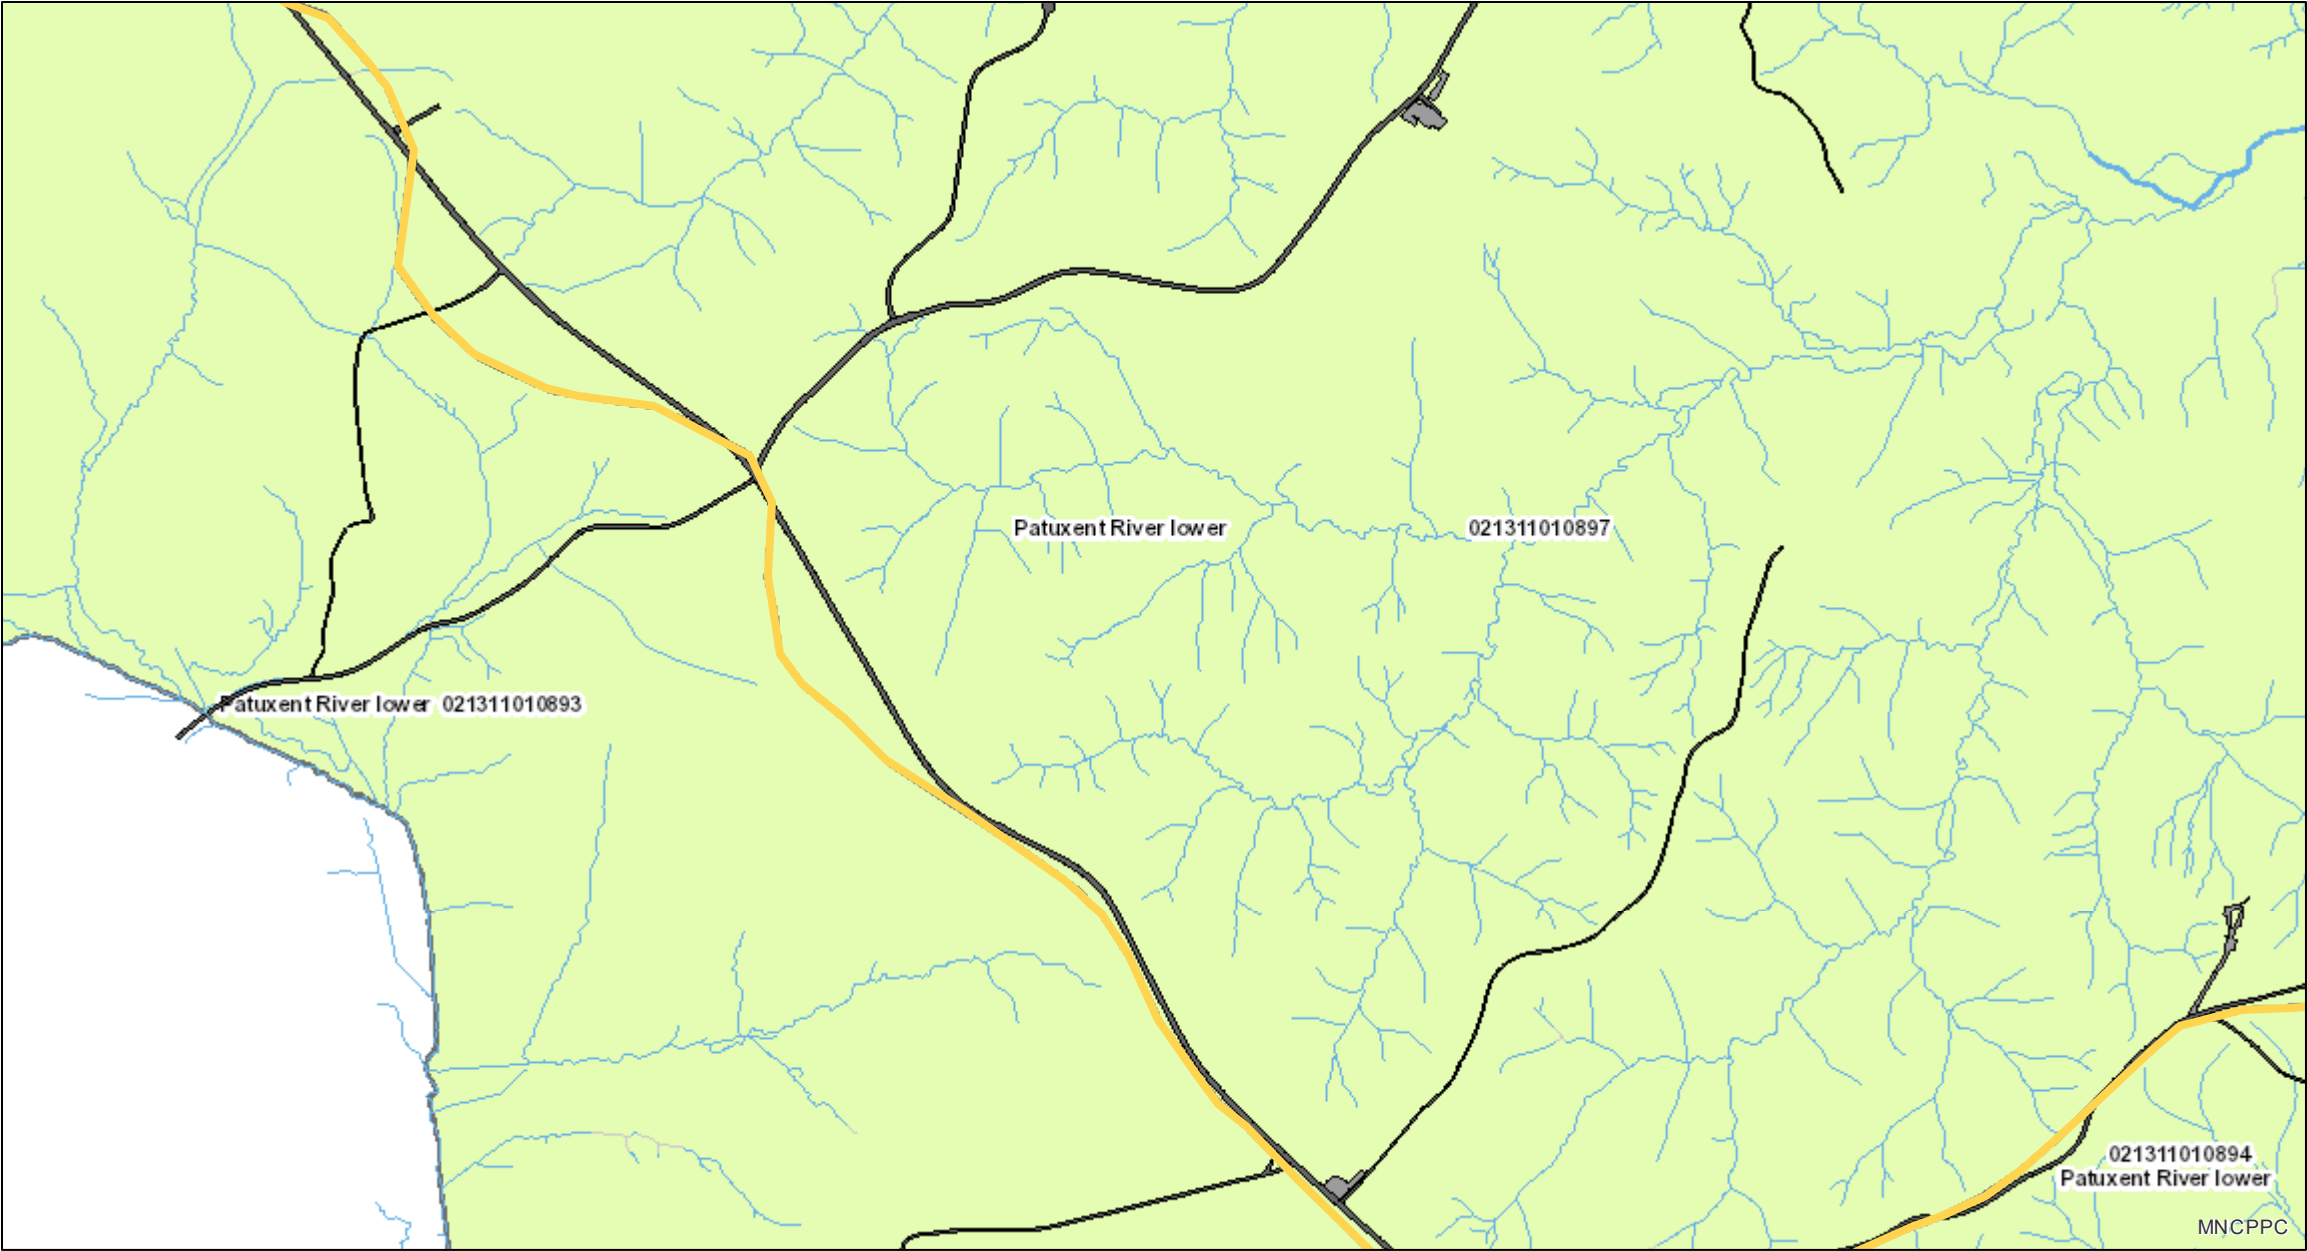 Patuxent River lower
021311010897
Patuxent River lower 021311010893
021311010894
Patuxent River lower
MNCPPC